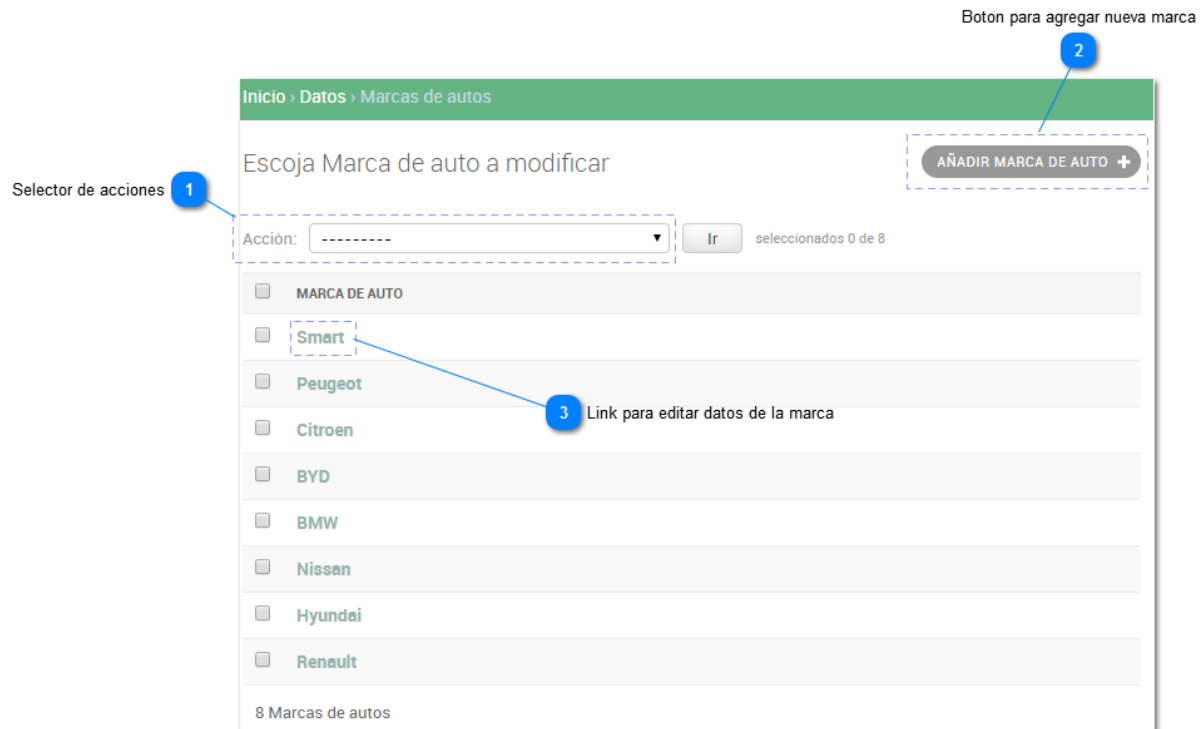 Boton para agregar nueva marca
2
Inicio › Datos › Marcas de autos
Escoja Marca de auto a modificar
AÑADIR MARCA DE AUTO +
Selector de acciones 1
Acción: --------- Ir seleccionados 0 de 8
MARCA DE AUTO
Smart
Peugeot
3 Link para editar datos de la marca
Citroen
BYD
BMW
Nissan
Hyundai
Renault
8 Marcas de autos